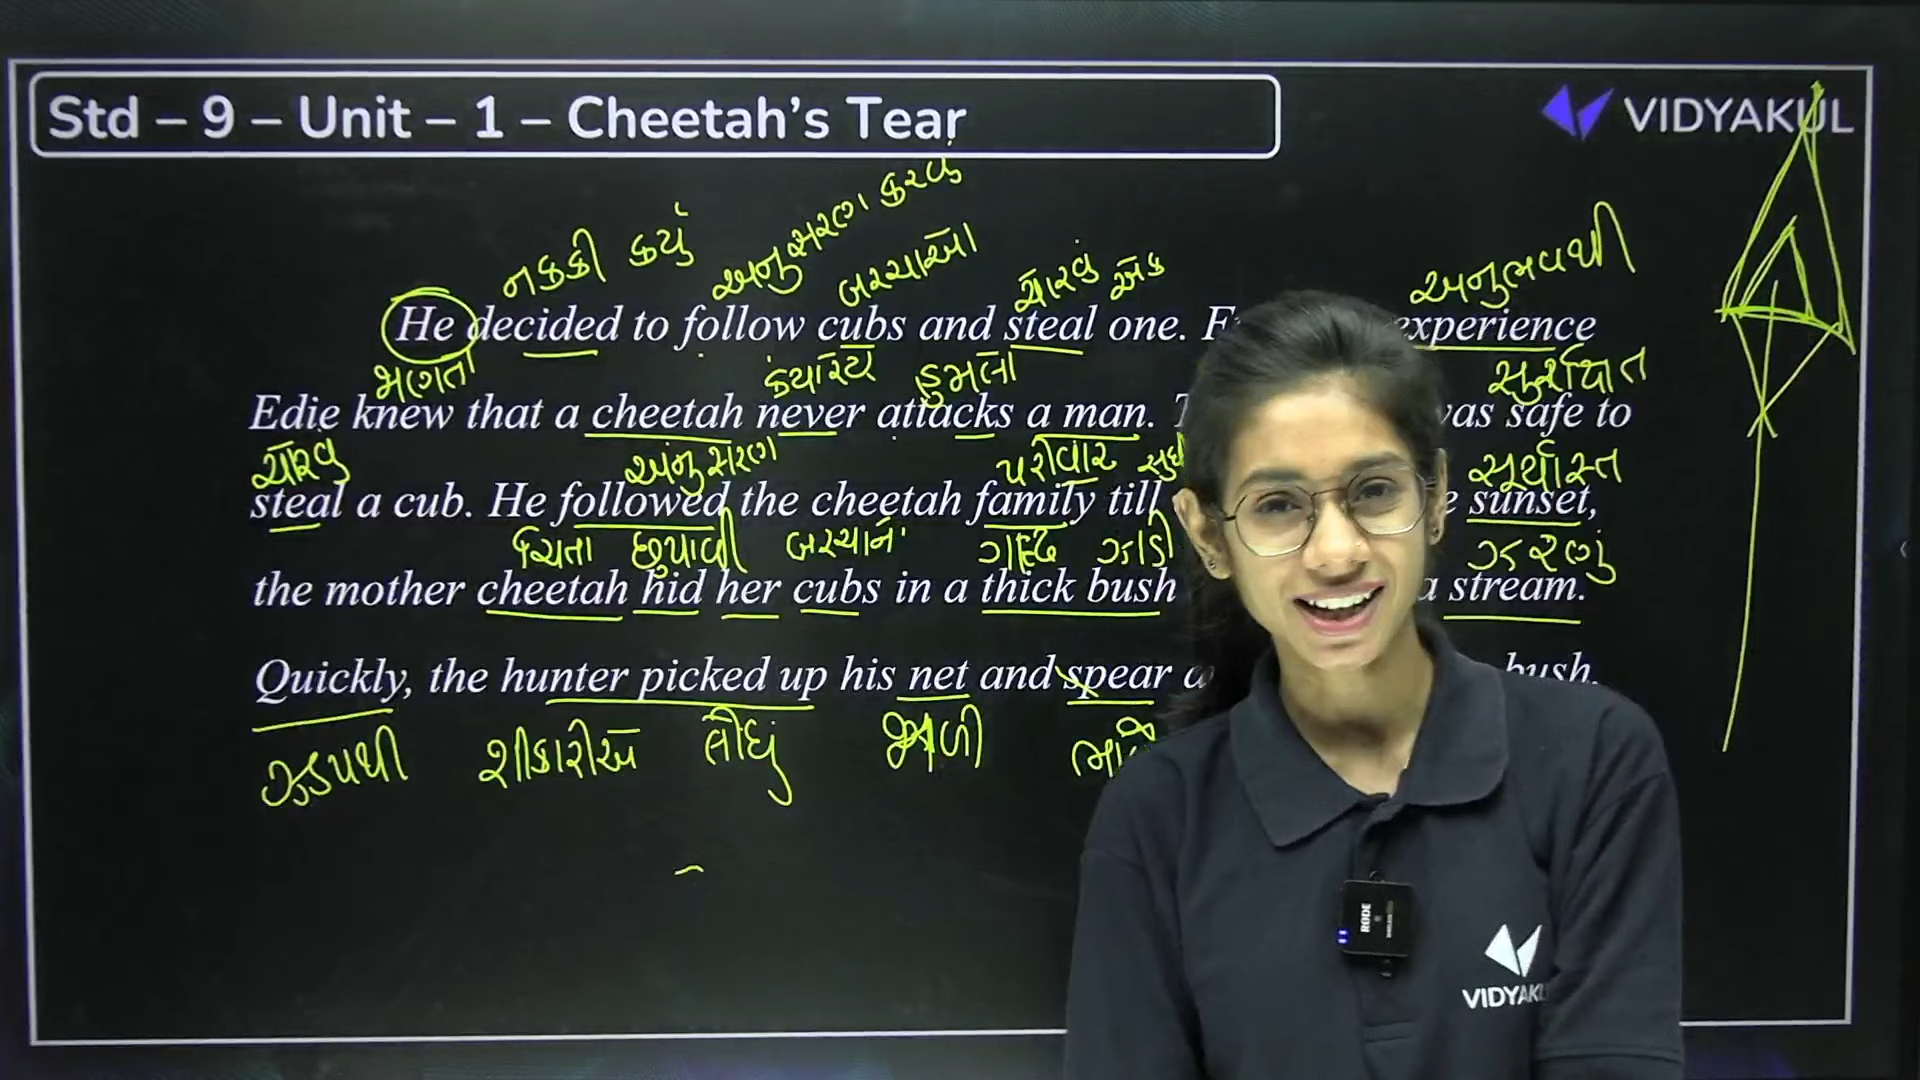 Std – 9 – Unit – 1 – Cheetah's Tear
VIDYAKUL
અનુસરણ કરવું
નક્કી કર્યું બચ્ચાઓ ચોરવું એક અનુભવથી
He decided to follow cubs and steal one. experience
જાણતો ક્યારેય હુમલો સુરક્ષિત
Edie knew that a cheetah never attacks a man. was safe to
ચોરવું અનુસરણ પરીવાર સુધી સૂર્યાસ્ત
steal a cub. He followed the cheetah family till sunset,
ચિત્તા છુપાવી બચ્ચાને ગાઢ ઝાડી ઝરણું
the mother cheetah hid her cubs in a thick bush a stream.
Quickly, the hunter picked up his net and spear bush.
ઝડપથી શીકારીએ લીધું જાળી
RODE
VIDYAKUL